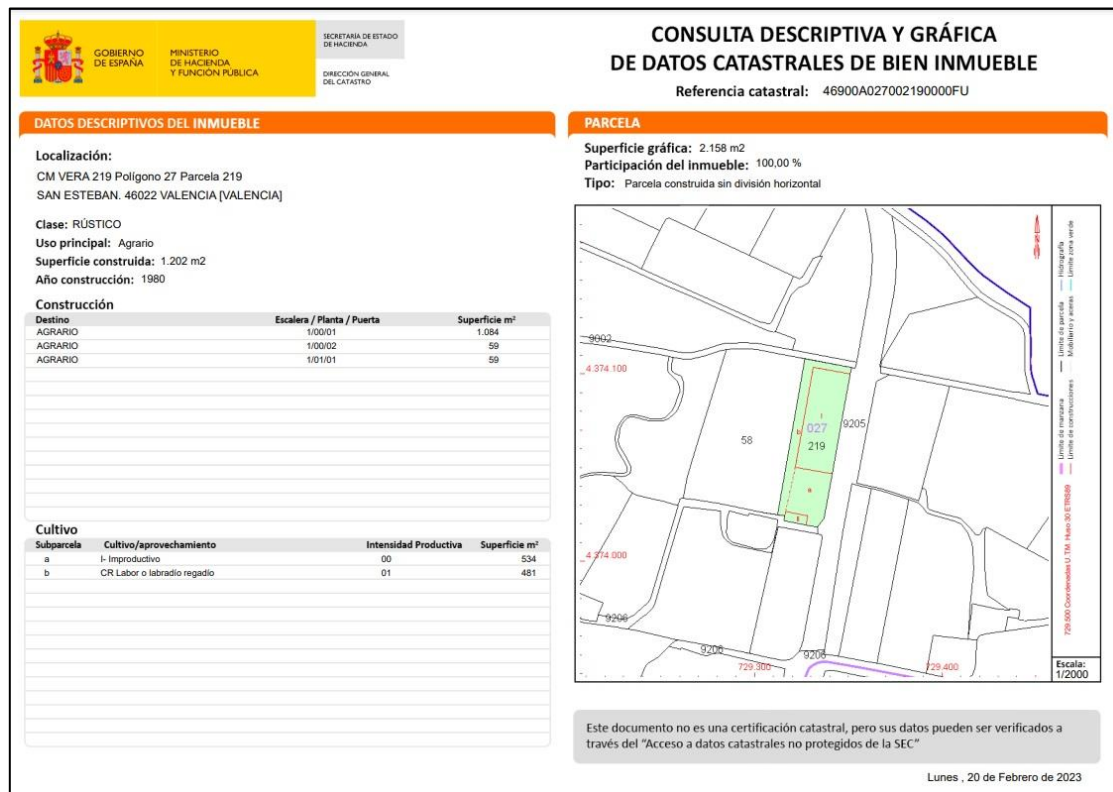 GOBIERNO
DE ESPAÑA
MINISTERIO
DE HACIENDA
Y FUNCIÓN PÚBLICA
SECRETARÍA DE ESTADO
DE HACIENDA
DIRECCIÓN GENERAL
DEL CATASTRO
CONSULTA DESCRIPTIVA Y GRÁFICA
DE DATOS CATASTRALES DE BIEN INMUEBLE
Referencia catastral: 46900A027002190000FU
DATOS DESCRIPTIVOS DEL INMUEBLE
Localización:
CM VERA 219 Polígono 27 Parcela 219
SAN ESTEBAN. 46022 VALENCIA [VALENCIA]
Clase: RÚSTICO
Uso principal: Agrario
Superficie construida: 1.202 m2
Año construcción: 1980
Construcción
Destino Escalera / Planta / Puerta Superficie m²
AGRARIO 1/00/01 1.084
AGRARIO 1/00/02 59
AGRARIO 1/01/01 59
Cultivo
Subparcela Cultivo/aprovechamiento Intensidad Productiva Superficie m²
a I- Improductivo 00 534
b CR Labor o labradío regadío 01 481
PARCELA
Superficie gráfica: 2.158 m2
Participación del inmueble: 100,00 %
Tipo: Parcela construida sin división horizontal
9002
4.374.100
58
b
I
027
219
9205
a
4.374.000
9206
9206
9206
729.300
729.400
Límite de manzana
Límite de parcela
Hidrografía
Límite de construcciones
Mobiliario y aceras
Límite zona verde
729.500 Coordenadas U.T.M. Huso 30 ETRS89
Escala:
1/2000
Este documento no es una certificación catastral, pero sus datos pueden ser verificados a
través del "Acceso a datos catastrales no protegidos de la SEC"
Lunes , 20 de Febrero de 2023